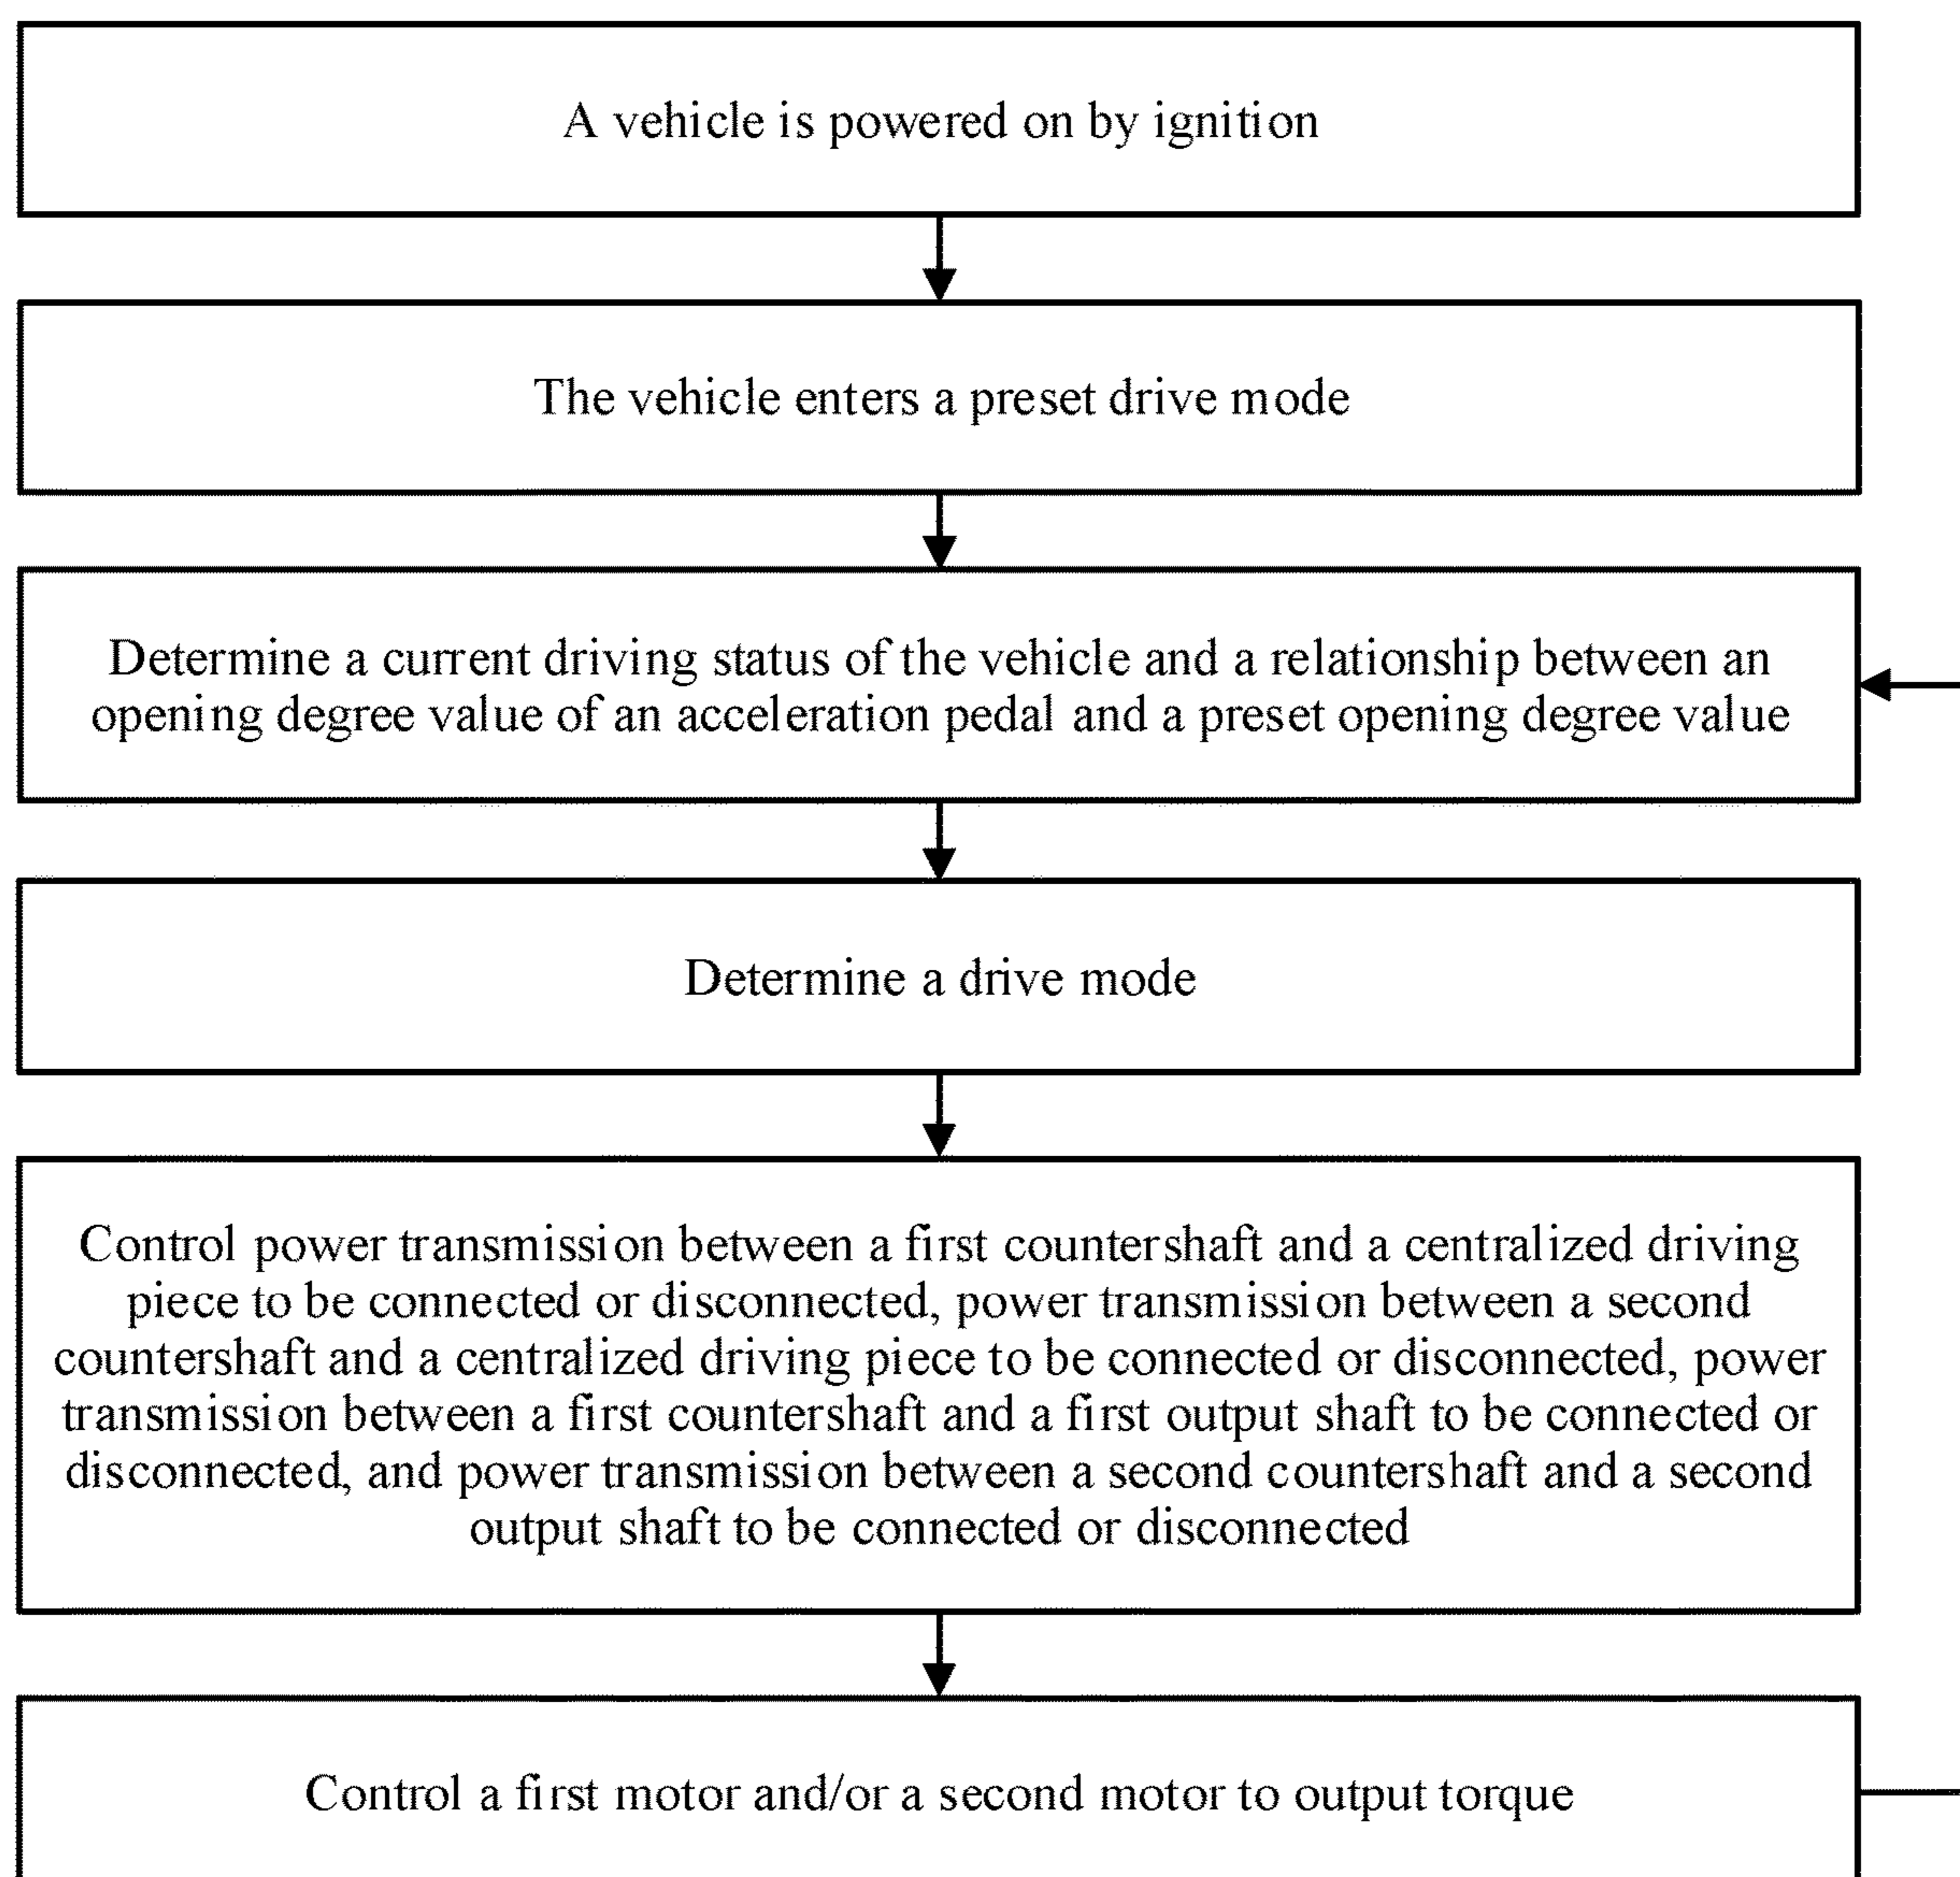 A vehicle is powered on by ignition
The vehicle enters a preset drive mode
Determine a current driving status of the vehicle and a relationship between an
opening degree value of an acceleration pedal and a preset opening degree value
Determine a drive mode
Control power transmission between a first countershaft and a centralized driving
piece to be connected or disconnected, power transmission between a second
countershaft and a centralized driving piece to be connected or disconnected, power
transmission between a first countershaft and a first output shaft to be connected or
disconnected, and power transmission between a second countershaft and a second
output shaft to be connected or disconnected
Control a first motor and/or a second motor to output torque